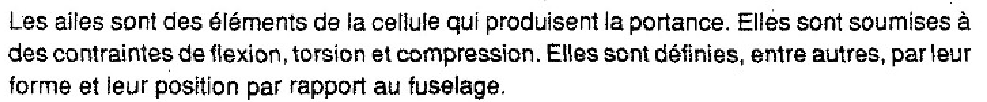 Les ailes sont des éléments de la cellule qui produisent la portance. Elles sont soumises à
des contraintes de flexion, torsion et compression. Elles sont définies, entre autres, par leur
forme et leur position par rapport au fuselage.